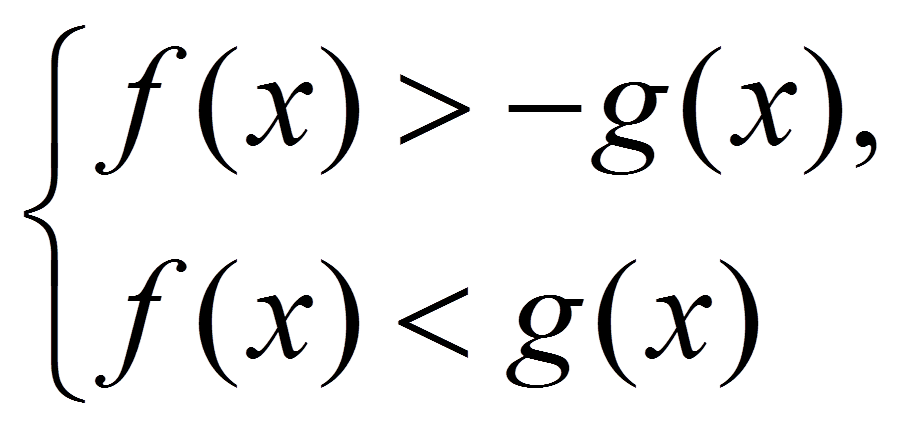 f(x) > −g(x),
f(x) < g(x)